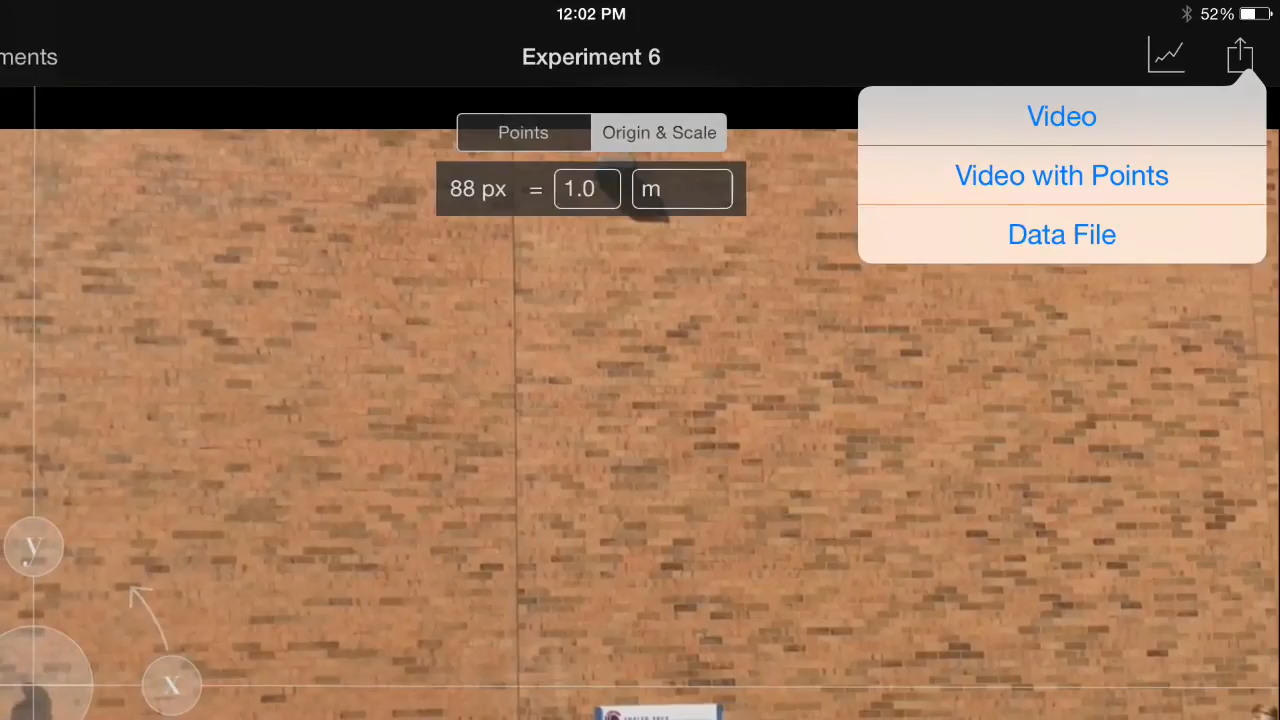 12:02 PM
52%
ments
Experiment 6
Video
Video with Points
Data File
Points
Origin & Scale
88 px = 1.0 m
y
x